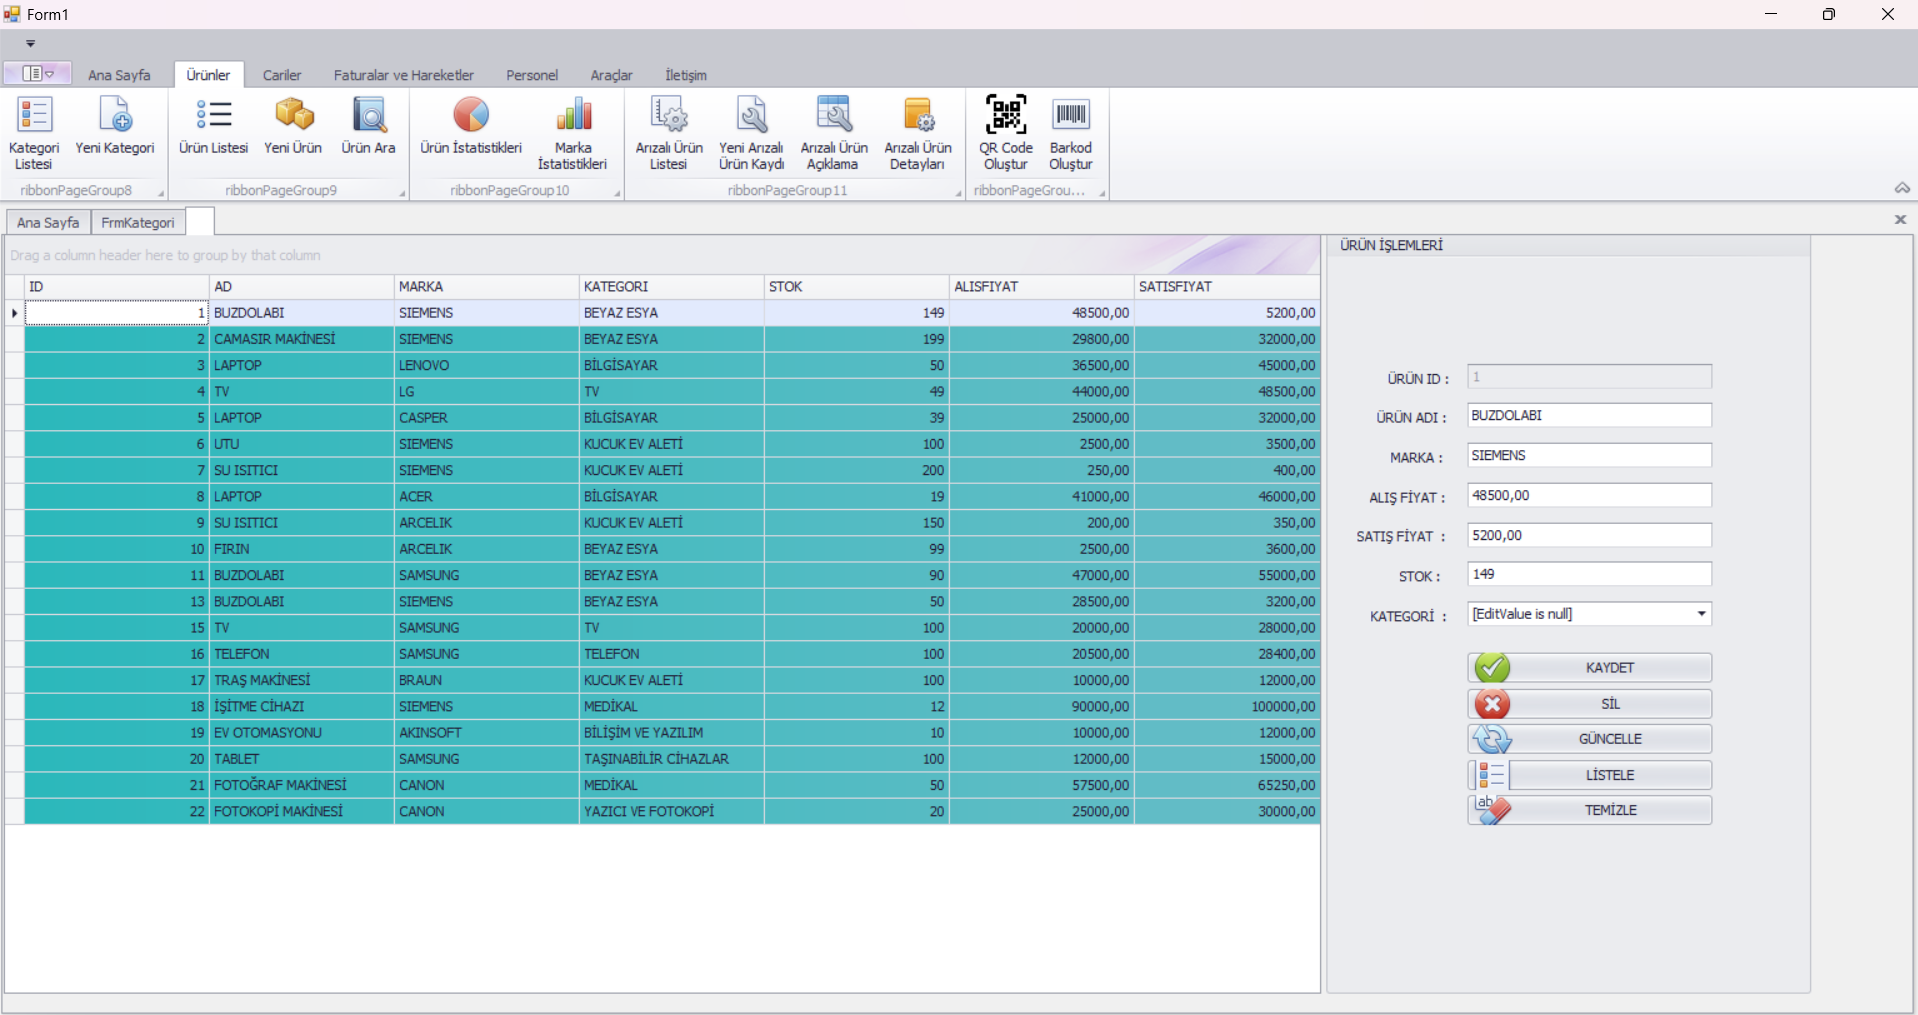 Form1
Ana Sayfa Ürünler Cariler Faturalar ve Hareketler Personel Araçlar İletişim
Kategori Listesi Yeni Kategori Ürün Listesi Yeni Ürün Ürün Ara Ürün İstatistikleri Marka İstatistikleri Arızalı Ürün Listesi Yeni Arızalı Ürün Kaydı Arızalı Ürün Açıklama Arızalı Ürün Detayları QR Code Oluştur Barkod Oluştur
ribbonPageGroup8 ribbonPageGroup9 ribbonPageGroup10 ribbonPageGroup11 ribbonPageGrou...
Ana Sayfa FrmKategori
Drag a column header here to group by that column
ID AD MARKA KATEGORI STOK ALISFIYAT SATISFIYAT
1 BUZDOLABI SIEMENS BEYAZ ESYA 149 48500,00 5200,00
2 CAMASIR MAKİNESİ SIEMENS BEYAZ ESYA 199 29800,00 32000,00
3 LAPTOP LENOVO BİLGİSAYAR 50 36500,00 45000,00
4 TV LG TV 49 44000,00 48500,00
5 LAPTOP CASPER BİLGİSAYAR 39 25000,00 32000,00
6 UTU SIEMENS KUCUK EV ALETİ 100 2500,00 3500,00
7 SU ISITICI SIEMENS KUCUK EV ALETİ 200 250,00 400,00
8 LAPTOP ACER BİLGİSAYAR 19 41000,00 46000,00
9 SU ISITICI ARCELIK KUCUK EV ALETİ 150 200,00 350,00
10 FIRIN ARCELIK BEYAZ ESYA 99 2500,00 3600,00
11 BUZDOLABI SAMSUNG BEYAZ ESYA 90 47000,00 55000,00
13 BUZDOLABI SIEMENS BEYAZ ESYA 50 28500,00 3200,00
15 TV SAMSUNG TV 100 20000,00 28000,00
16 TELEFON SAMSUNG TELEFON 100 20500,00 28400,00
17 TRAŞ MAKİNESİ BRAUN KUCUK EV ALETİ 100 10000,00 12000,00
18 İŞİTME CİHAZI SIEMENS MEDİKAL 12 90000,00 100000,00
19 EV OTOMASYONU AKINSOFT BİLİŞİM VE YAZILIM 10 10000,00 12000,00
20 TABLET SAMSUNG TAŞINABİLİR CİHAZLAR 100 12000,00 15000,00
21 FOTOĞRAF MAKİNESİ CANON MEDİKAL 50 57500,00 65250,00
22 FOTOKOPİ MAKİNESİ CANON YAZICI VE FOTOKOPİ 20 25000,00 30000,00
ÜRÜN İŞLEMLERİ
ÜRÜN ID : 1
ÜRÜN ADI : BUZDOLABI
MARKA : SIEMENS
ALIŞ FİYAT : 48500,00
SATIŞ FİYAT : 5200,00
STOK : 149
KATEGORİ : [EditValue is null]
KAYDET
SİL
GÜNCELLE
LİSTELE
ab
TEMİZLE